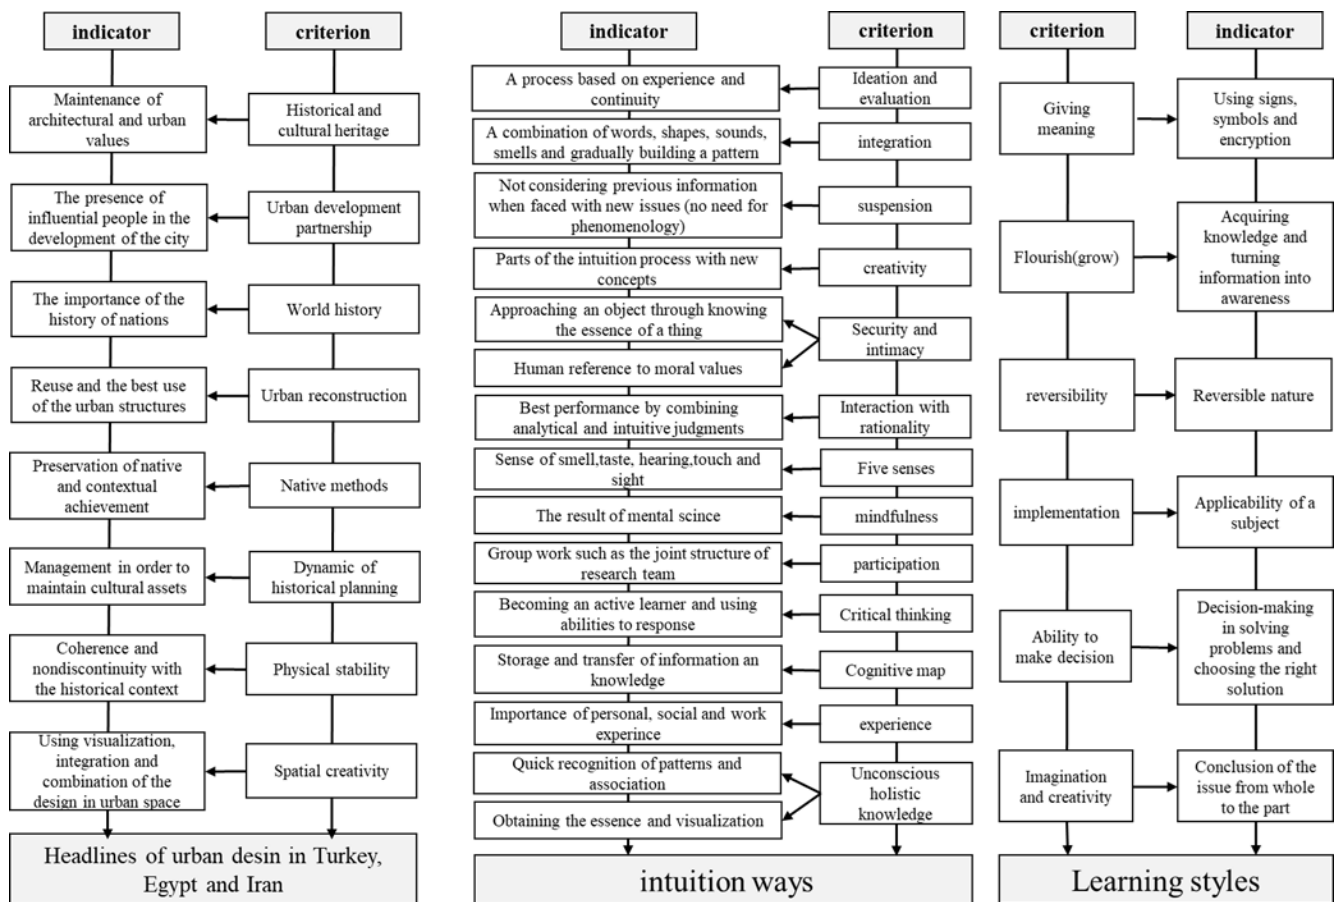 indicator
criterion
Maintenance of
architectural and urban
values
Historical and
cultural heritage
The presence of
influential people in the
development of the city
Urban development
partnership
The importance of the
history of nations
World history
Reuse and the best use
of the urban structures
Urban reconstruction
Preservation of native
and contextual
achievement
Native methods
Management in order to
maintain cultural assets
Dynamic of
historical planning
Coherence and
nondiscontinuity with
the historical context
Physical stability
Using visualization,
integration and
combination of the
design in urban space
Spatial creativity
Headlines of urban desin in Turkey,
Egypt and Iran
indicator
criterion
A process based on experience and
continuity
Ideation and
evaluation
A combination of words, shapes, sounds,
smells and gradually building a pattern
integration
Not considering previous information
when faced with new issues (no need for
phenomenology)
suspension
Parts of the intuition process with new
concepts
creativity
Approaching an object through knowing
the essence of a thing
Human reference to moral values
Security and
intimacy
Best performance by combining
analytical and intuitive judgments
Interaction with
rationality
Sense of smell,taste, hearing,touch and
sight
Five senses
The result of mental scince
mindfulness
Group work such as the joint structure of
research team
participation
Becoming an active learner and using
abilities to response
Critical thinking
Storage and transfer of information an
knowledge
Cognitive map
Importance of personal, social and work
experince
experience
Quick recognition of patterns and
association
Obtaining the essence and visualization
Unconscious
holistic
knowledge
intuition ways
criterion
indicator
Giving
meaning
Using signs,
symbols and
encryption
Flourish(grow)
Acquiring
knowledge and
turning
information into
awareness
reversibility
Reversible nature
implementation
Applicability of a
subject
Ability to
make decision
Decision-making
in solving
problems and
choosing the right
solution
Imagination
and creativity
Conclusion of the
issue from whole
to the part
Learning styles